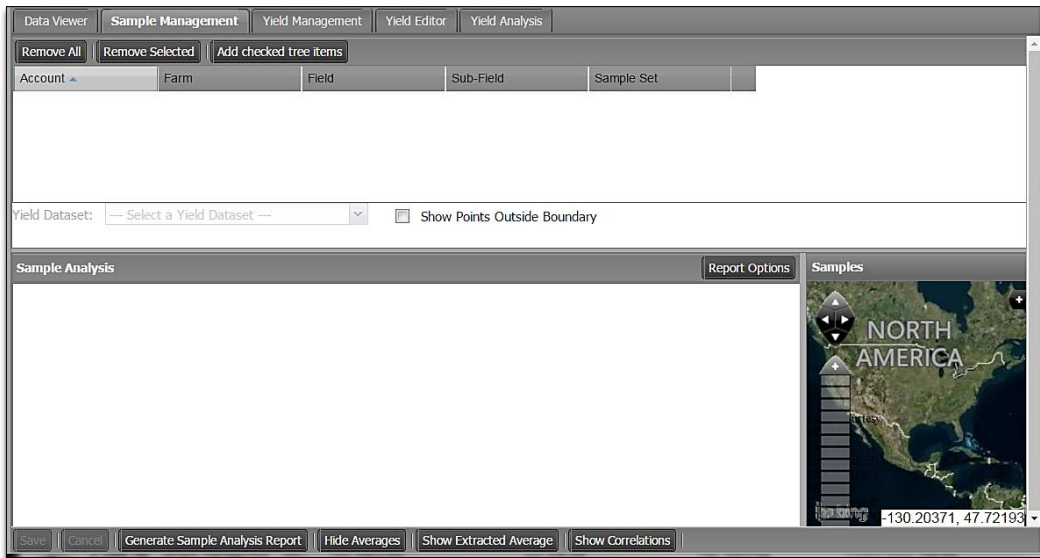 Data Viewer Sample Management Yield Management Yield Editor Yield Analysis
Remove All Remove Selected Add checked tree items
Account Farm Field Sub-Field Sample Set
Yield Dataset: --- Select a Yield Dataset --- Show Points Outside Boundary
Sample Analysis Report Options Samples
NORTH
AMERICA
-130.20371, 47.72193
Save Cancel Generate Sample Analysis Report Hide Averages Show Extracted Average Show Correlations